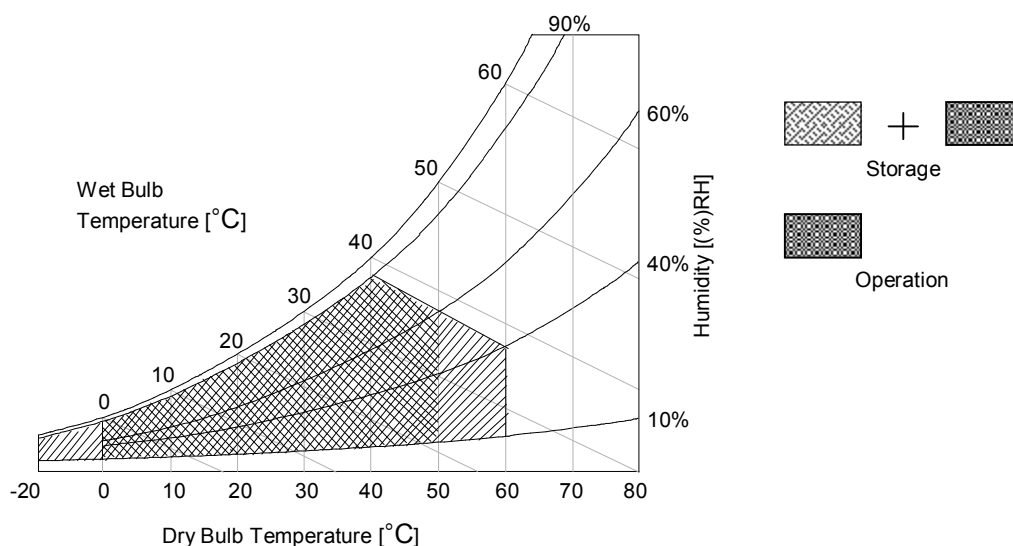 90%
60
60%
50
Wet Bulb
Temperature [°C]
40
40%
30
20
10
0
10%
Humidity [(%)RH]
-20 0 10 20 30 40 50 60 70 80
Dry Bulb Temperature [°C]
+
Storage
Operation